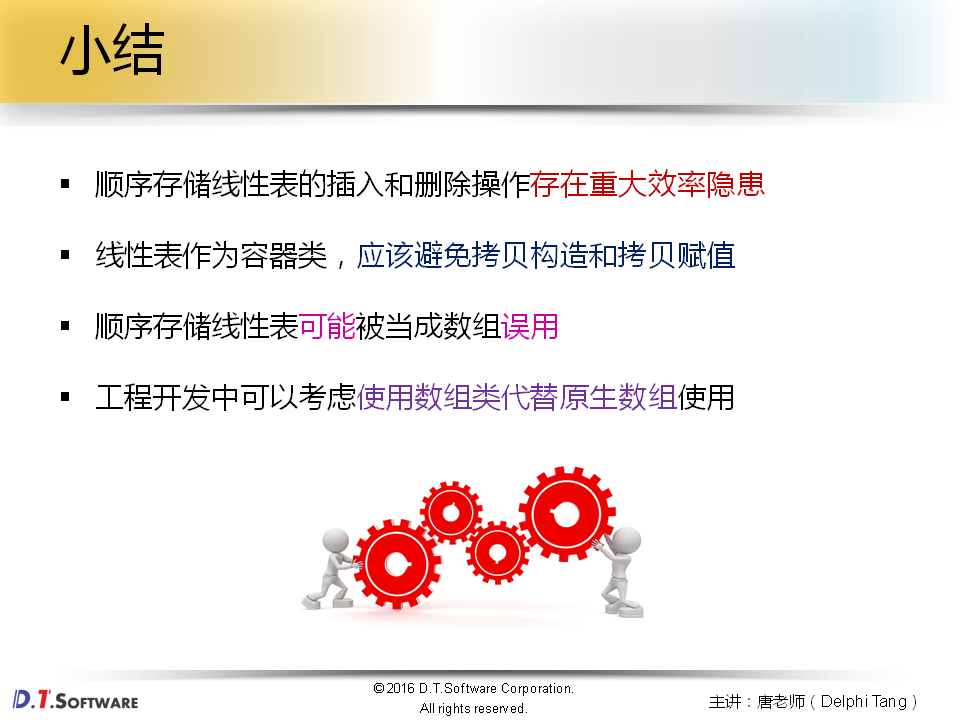 小结
▪ 顺序存储线性表的插入和删除操作存在重大效率隐患
▪ 线性表作为容器类，应该避免拷贝构造和拷贝赋值
▪ 顺序存储线性表可能被当成数组误用
▪ 工程开发中可以考虑使用数组类代替原生数组使用
D.T.SOFTWARE
©2016 D.T.Software Corporation.
All rights reserved.
主讲：唐老师（Delphi Tang）